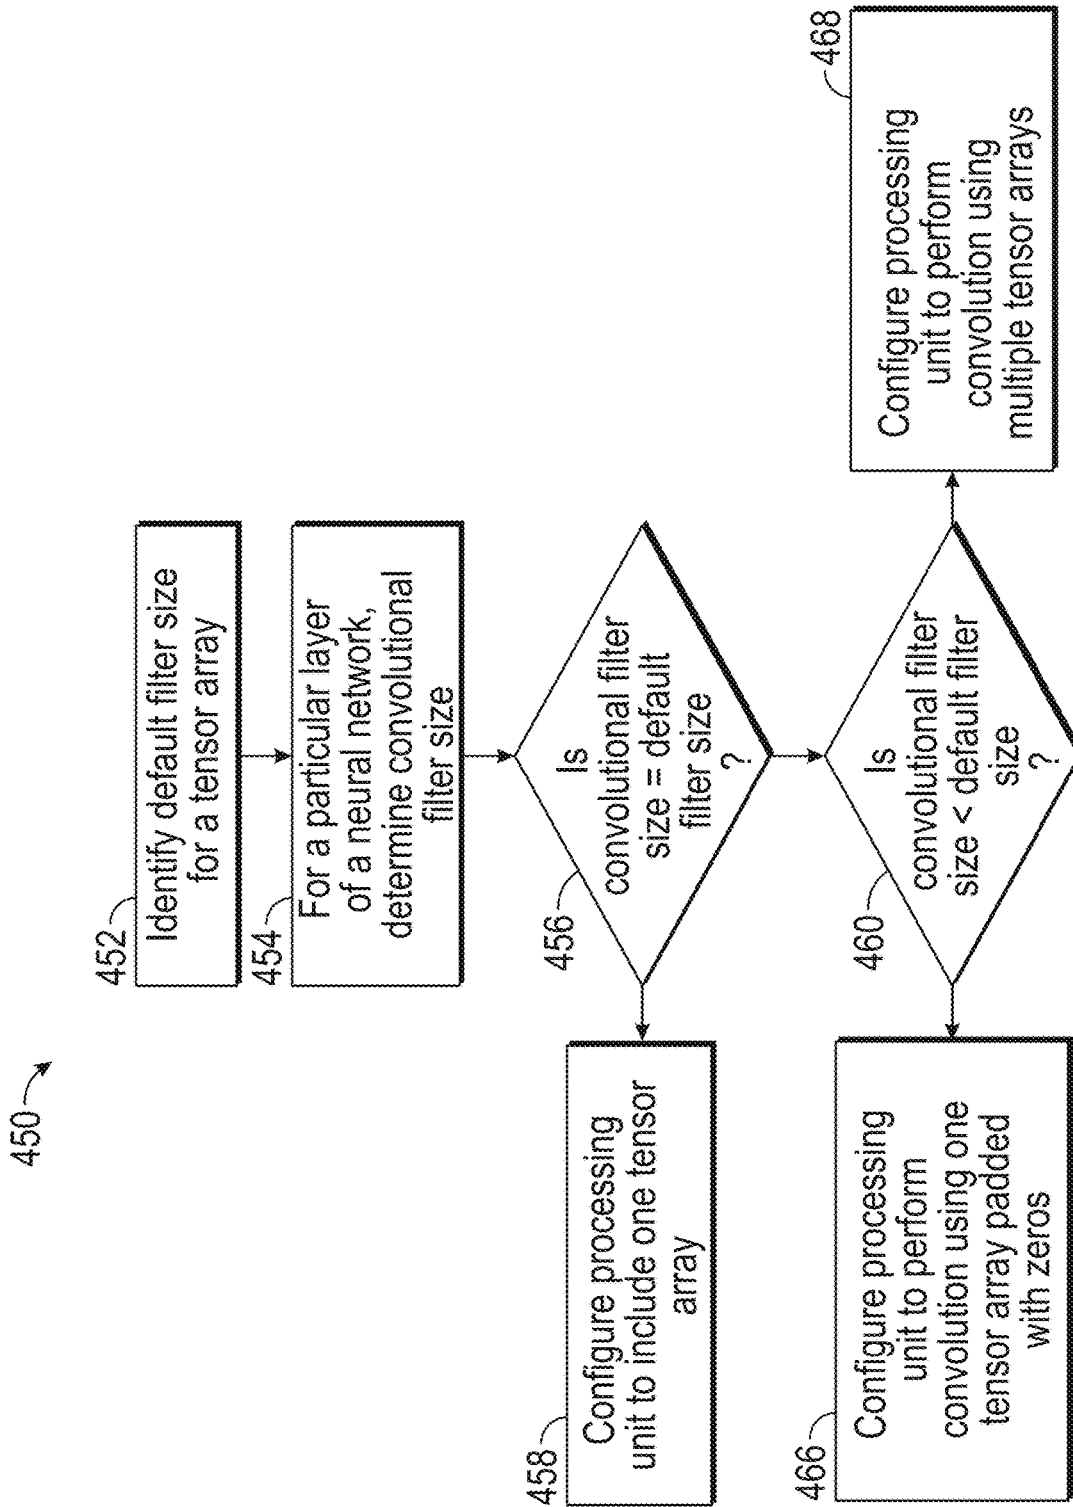 450
452
Identify default filter size
for a tensor array
454
For a particular layer
of a neural network,
determine convolutional
filter size
456
Is
convolutional filter
size = default
filter size
?
458
Configure processing
unit to include one tensor
array
460
Is
convolutional filter
size < default filter
size
?
466
Configure processing
unit to perform
convolution using one
tensor array padded
with zeros
468
Configure processing
unit to perform
convolution using
multiple tensor arrays